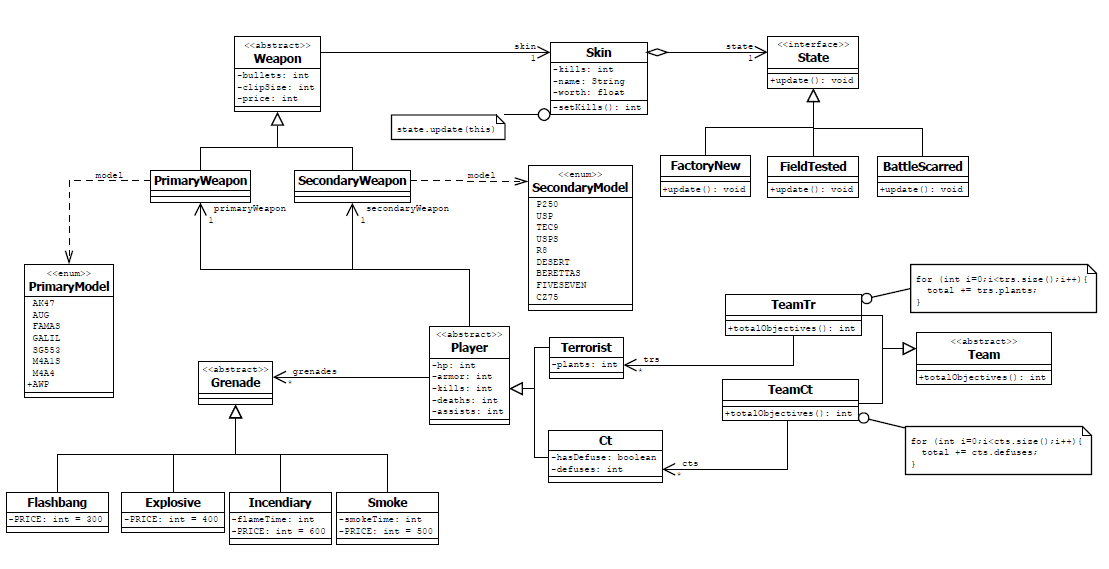 <<abstract>>
Weapon
-bullets: int
-clipSize: int
-price: int
skin
1
Skin
-kills: int
-name: String
-worth: float
-setKills(): int
state
1
<<interface>>
State
+update(): void
state.update(this)
FactoryNew
+update(): void
FieldTested
+update(): void
BattleScarred
+update(): void
model
PrimaryWeapon
SecondaryWeapon
model
<<enum>>
SecondaryModel
P250
USP
TEC9
USPS
R8
DESERT
BERETTAS
FIVESEVEN
CZ75
primaryWeapon
1
secondaryWeapon
1
<<enum>>
PrimaryModel
AK47
AUG
FAMAS
GALIL
SG553
M4A1S
M4A4
+AWP
for (int i=0;i<trs.size();i++){
total += trs.plants;
}
TeamTr
+totalObjectives(): int
<<abstract>>
Team
+totalObjectives(): int
<<abstract>>
Player
-hp: int
-armor: int
-kills: int
-deaths: int
-assists: int
Terrorist
-plants: int
trs
*
<<abstract>>
Grenade
grenades
*
TeamCt
+totalObjectives(): int
Ct
-hasDefuse: boolean
-defuses: int
cts
*
for (int i=0;i<cts.size();i++){
total += cts.defuses;
}
Flashbang
-PRICE: int = 300
Explosive
-PRICE: int = 400
Incendiary
-flameTime: int
-PRICE: int = 600
Smoke
-smokeTime: int
-PRICE: int = 500